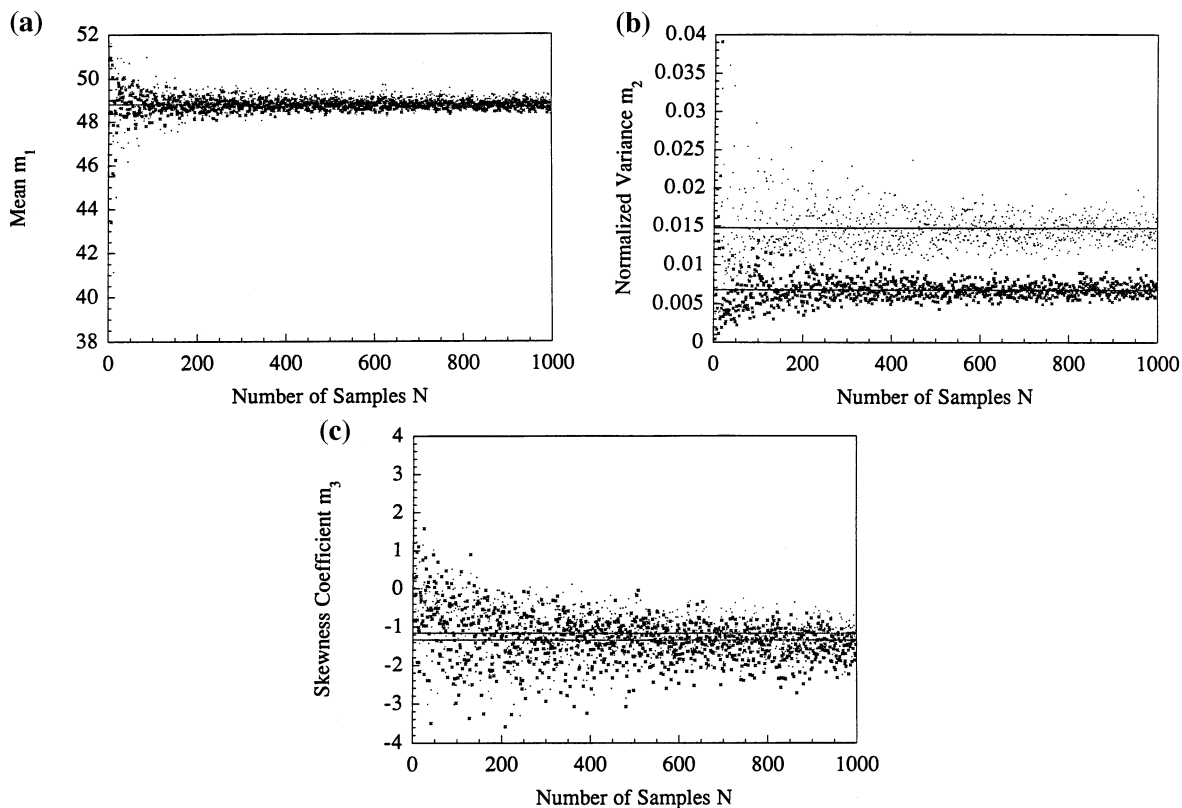 (a)
52
50
48
46
44
42
40
38
Mean m1
0 200 400 600 800 1000
Number of Samples N
(b)
0.04
0.035
0.03
0.025
0.02
0.015
0.01
0.005
0
Normalized Variance m2
0 200 400 600 800 1000
Number of Samples N
(c)
4
3
2
1
0
-1
-2
-3
-4
Skewness Coefficient m3
0 200 400 600 800 1000
Number of Samples N